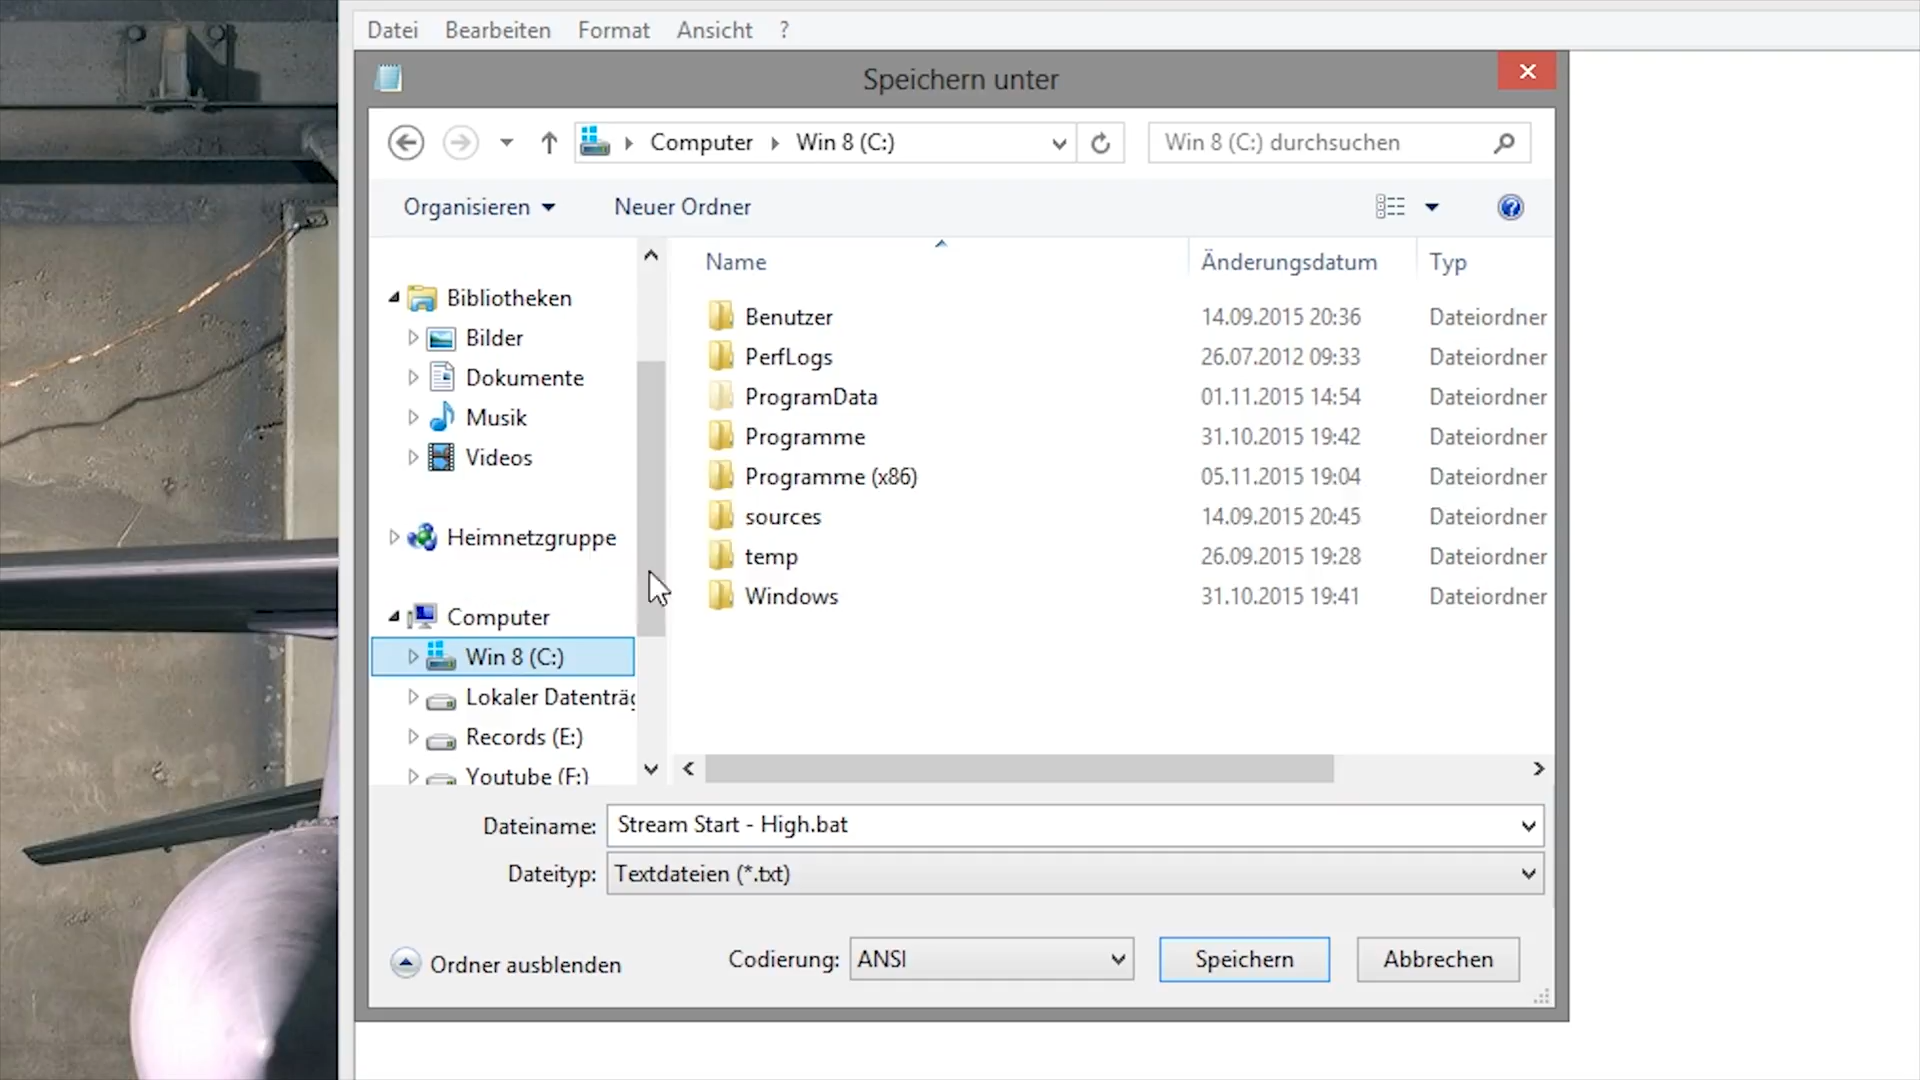 Datei Bearbeiten Format Ansicht ?
Speichern unter
Computer Win 8 (C:)
Win 8 (C:) durchsuchen
Organisieren Neuer Ordner
Name Änderungsdatum Typ
Bibliotheken
Bilder
Dokumente
Musik
Videos
Heimnetzgruppe
Computer
Win 8 (C:)
Lokaler Datenträg
Records (E:)
Youtube (F:)
Benutzer 14.09.2015 20:36 Dateiordner
PerfLogs 26.07.2012 09:33 Dateiordner
ProgramData 01.11.2015 14:54 Dateiordner
Programme 31.10.2015 19:42 Dateiordner
Programme (x86) 05.11.2015 19:04 Dateiordner
sources 14.09.2015 20:45 Dateiordner
temp 26.09.2015 19:28 Dateiordner
Windows 31.10.2015 19:41 Dateiordner
Dateiname: Stream Start - High.bat
Dateityp: Textdateien (*.txt)
Ordner ausblenden Codierung: ANSI Speichern Abbrechen